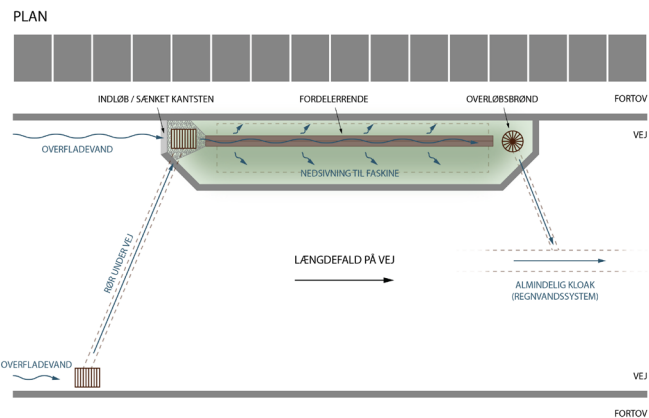 PLAN
INDLØB / SÆNKET KANTSTEN
FORDELERRENDE
OVERLØBSBRØND
FORTOV
VEJ
OVERFLADEVAND
NEDSIVNING TIL FASKINE
RØR UNDER VEJ
LÆNGDEFALD PÅ VEJ
ALMINDELIG KLOAK
(REGNVANDSSYSTEM)
OVERFLADEVAND
VEJ
FORTOV